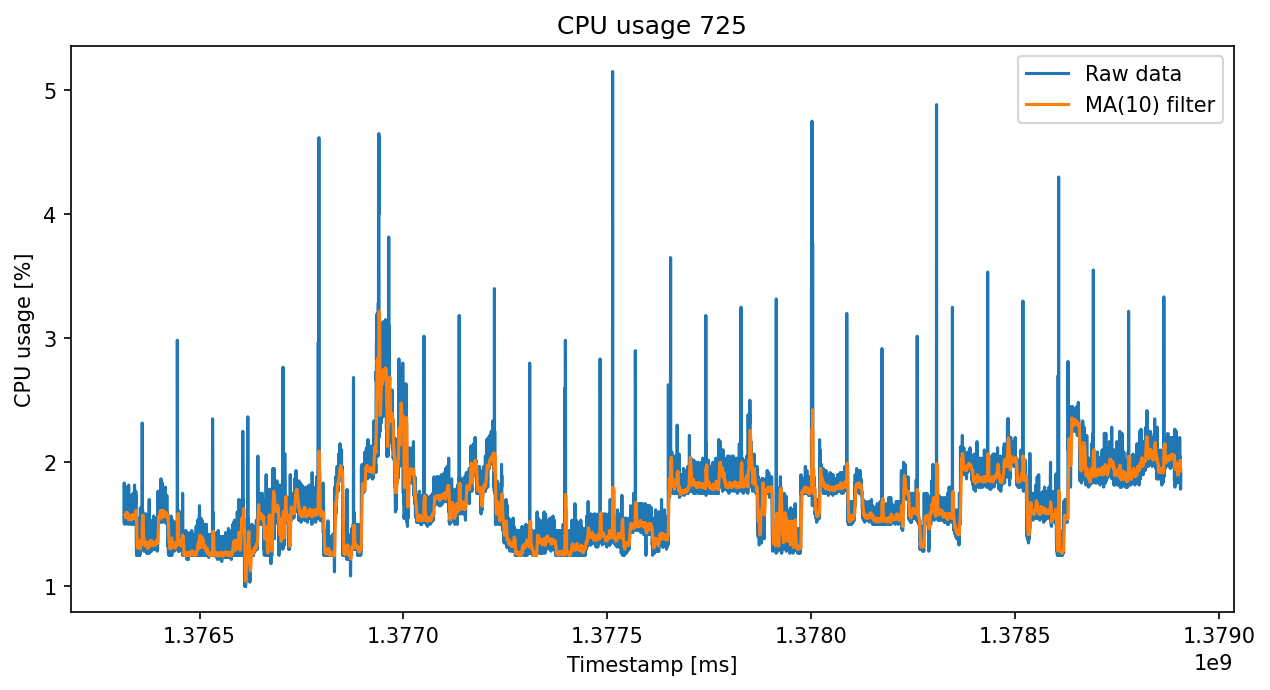 CPU usage 725
Raw data
MA(10) filter
CPU usage [%]
5
4
3
2
1
1.3765 1.3770 1.3775 1.3780 1.3785 1.3790
1e9
Timestamp [ms]